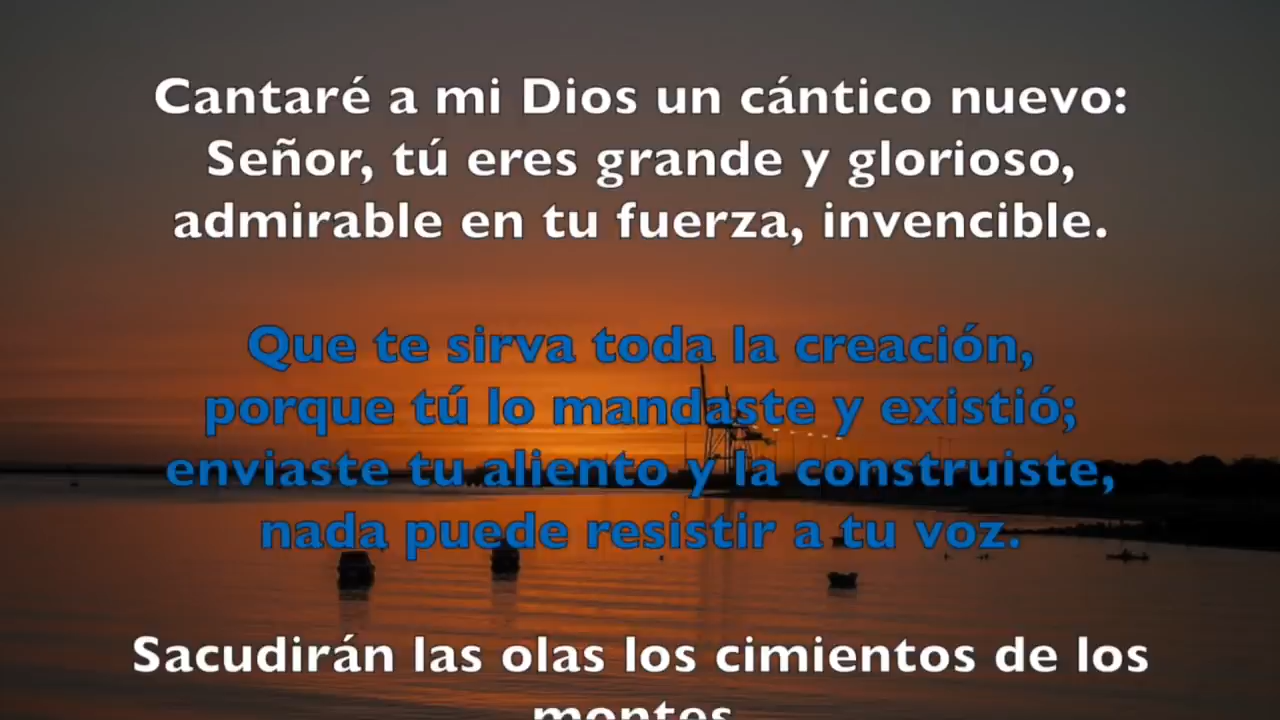 Cantaré a mi Dios un cántico nuevo:
Señor, tú eres grande y glorioso,
admirable en tu fuerza, invencible.
Que te sirva toda la creación,
porque tú lo mandaste y existió;
enviaste tu aliento y la construiste,
nada puede resistir a tu voz.
Sacudirán las olas los cimientos de los
montes